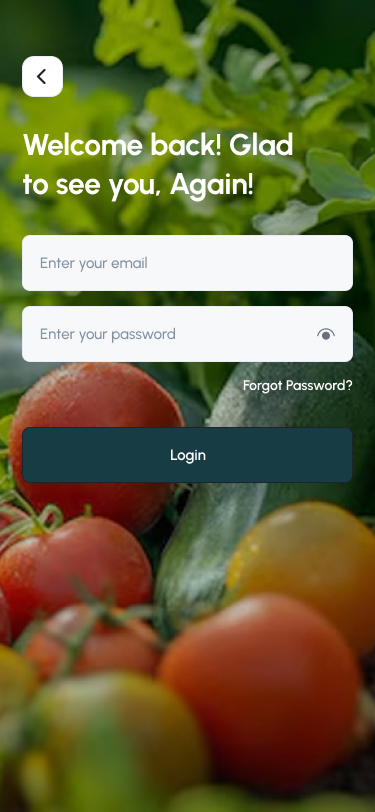 Welcome back! Glad
to see you, Again!
Enter your email
Enter your password
Forgot Password?
Login